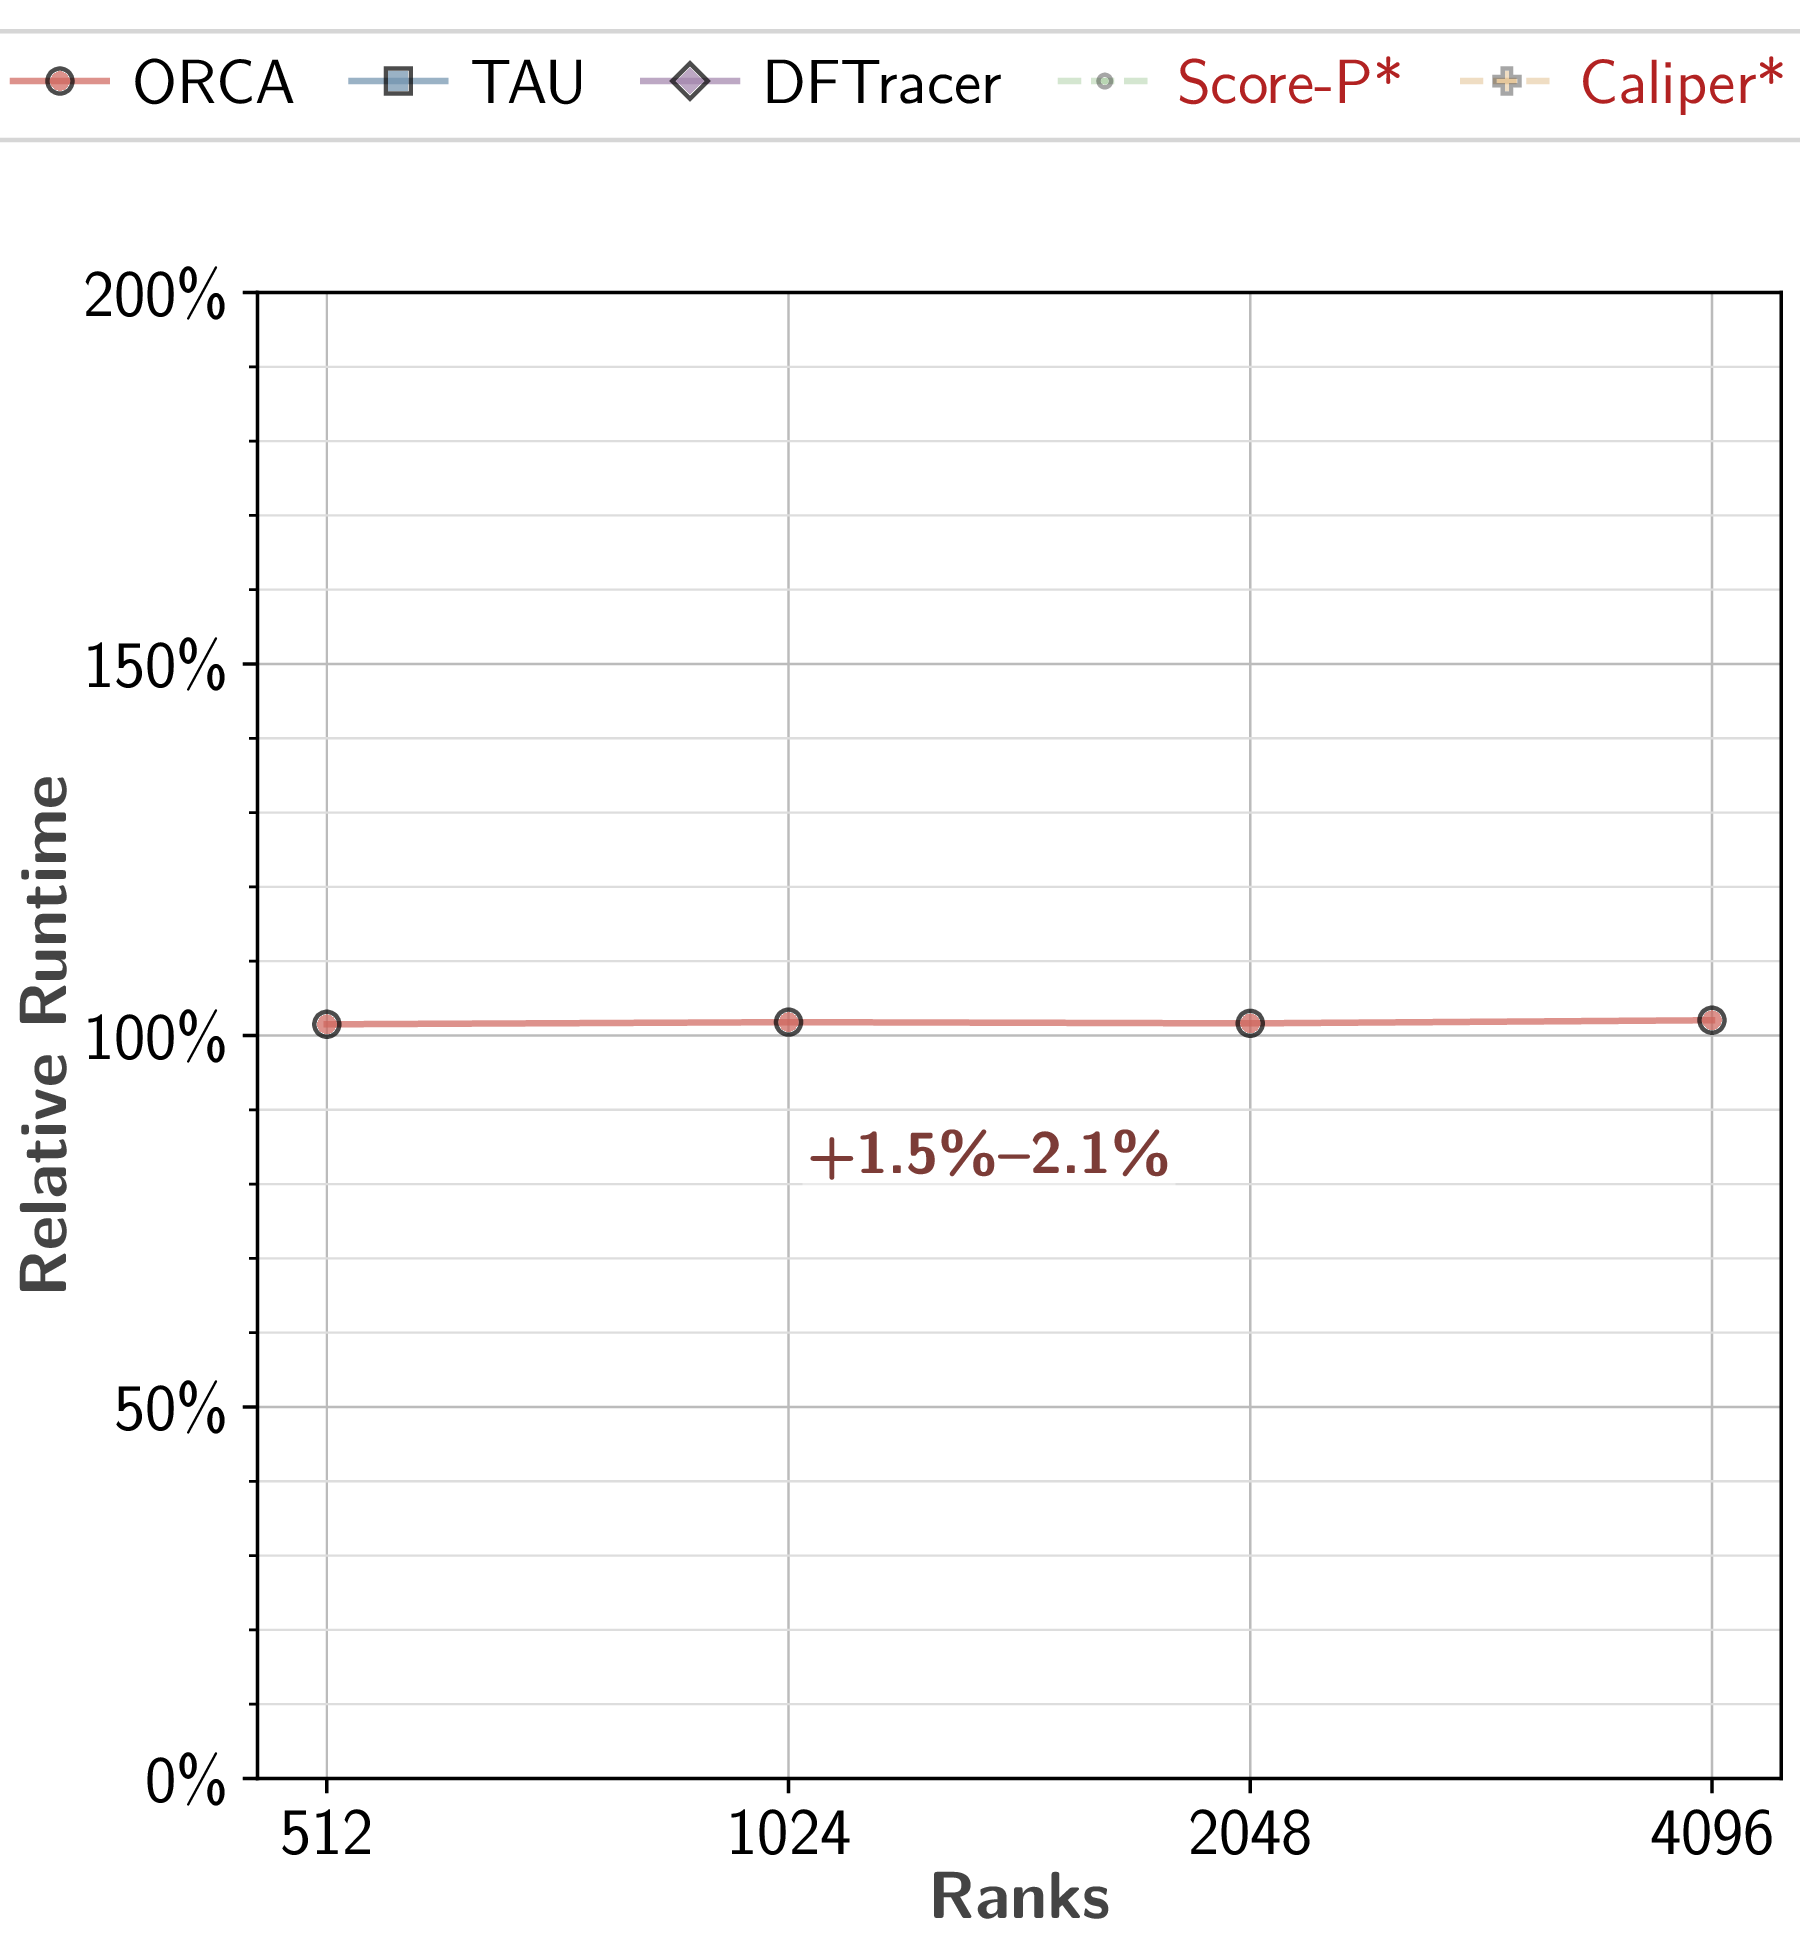 ORCA TAU DFTracer Score-P* Caliper*
200%
150%
100%
50%
0%
Relative Runtime
+1.5%–2.1%
512 1024 2048 4096
Ranks